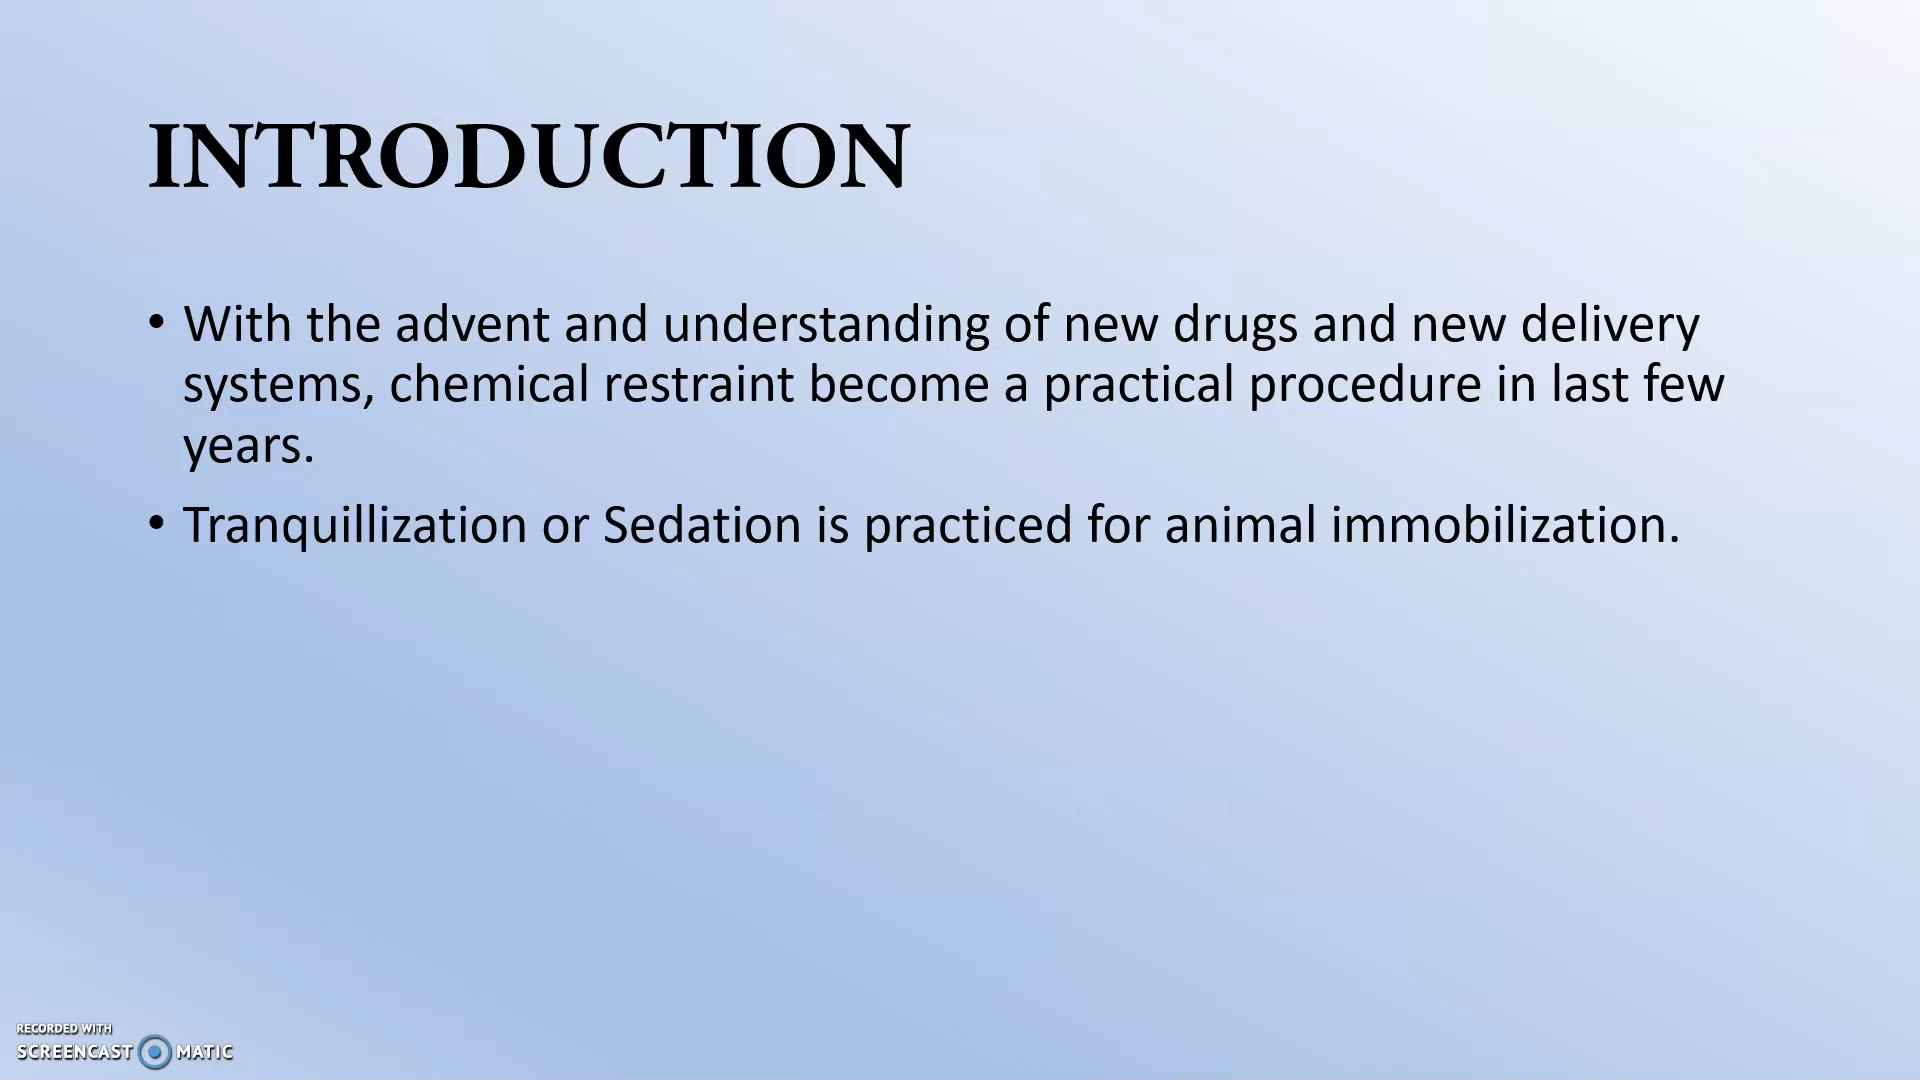 INTRODUCTION
• With the advent and understanding of new drugs and new delivery
systems, chemical restraint become a practical procedure in last few
years.
• Tranquillization or Sedation is practiced for animal immobilization.
RECORDED WITH
SCREENCAST MATIC